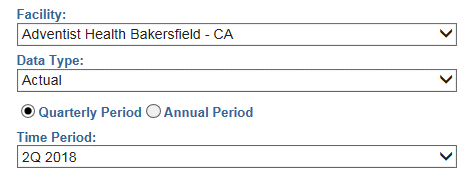 Facility:
Adventist Health Bakersfield - CA
Data Type:
Actual
Quarterly Period Annual Period
Time Period:
2Q 2018